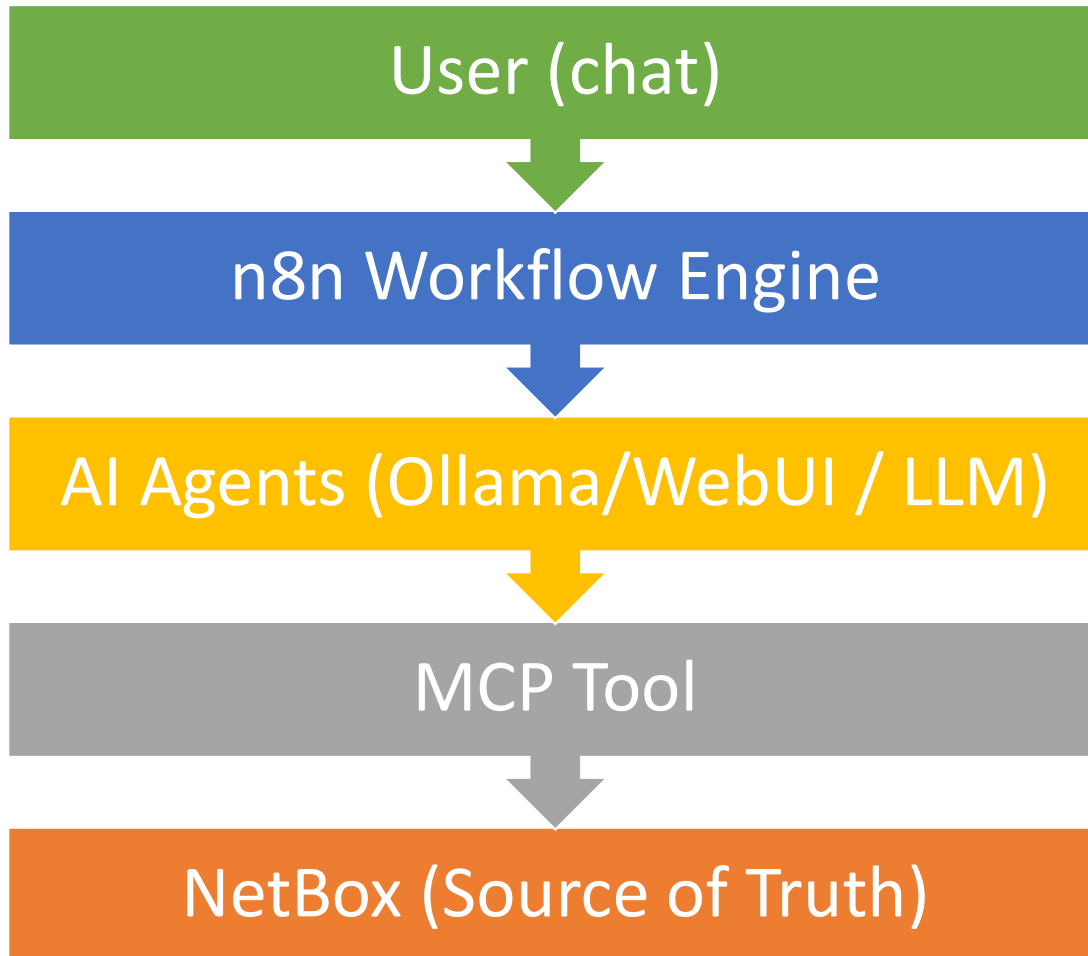 User (chat)
n8n Workflow Engine
AI Agents (Ollama/WebUI / LLM)
MCP Tool
NetBox (Source of Truth)